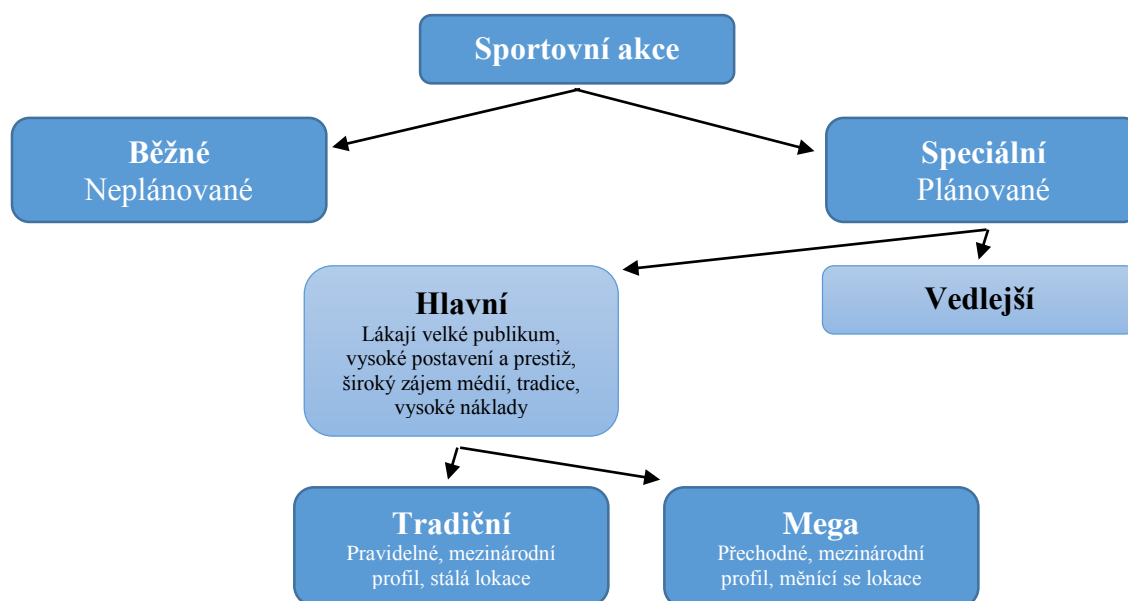 Sportovní akce
Běžné
Neplánované
Speciální
Plánované
Hlavní
Lákají velké publikum,
vysoké postavení a prestiž,
široký zájem médií, tradice,
vysoké náklady
Vedlejší
Tradiční
Pravidelné, mezinárodní
profil, stálá lokace
Mega
Přechodné, mezinárodní
profil, měnící se lokace